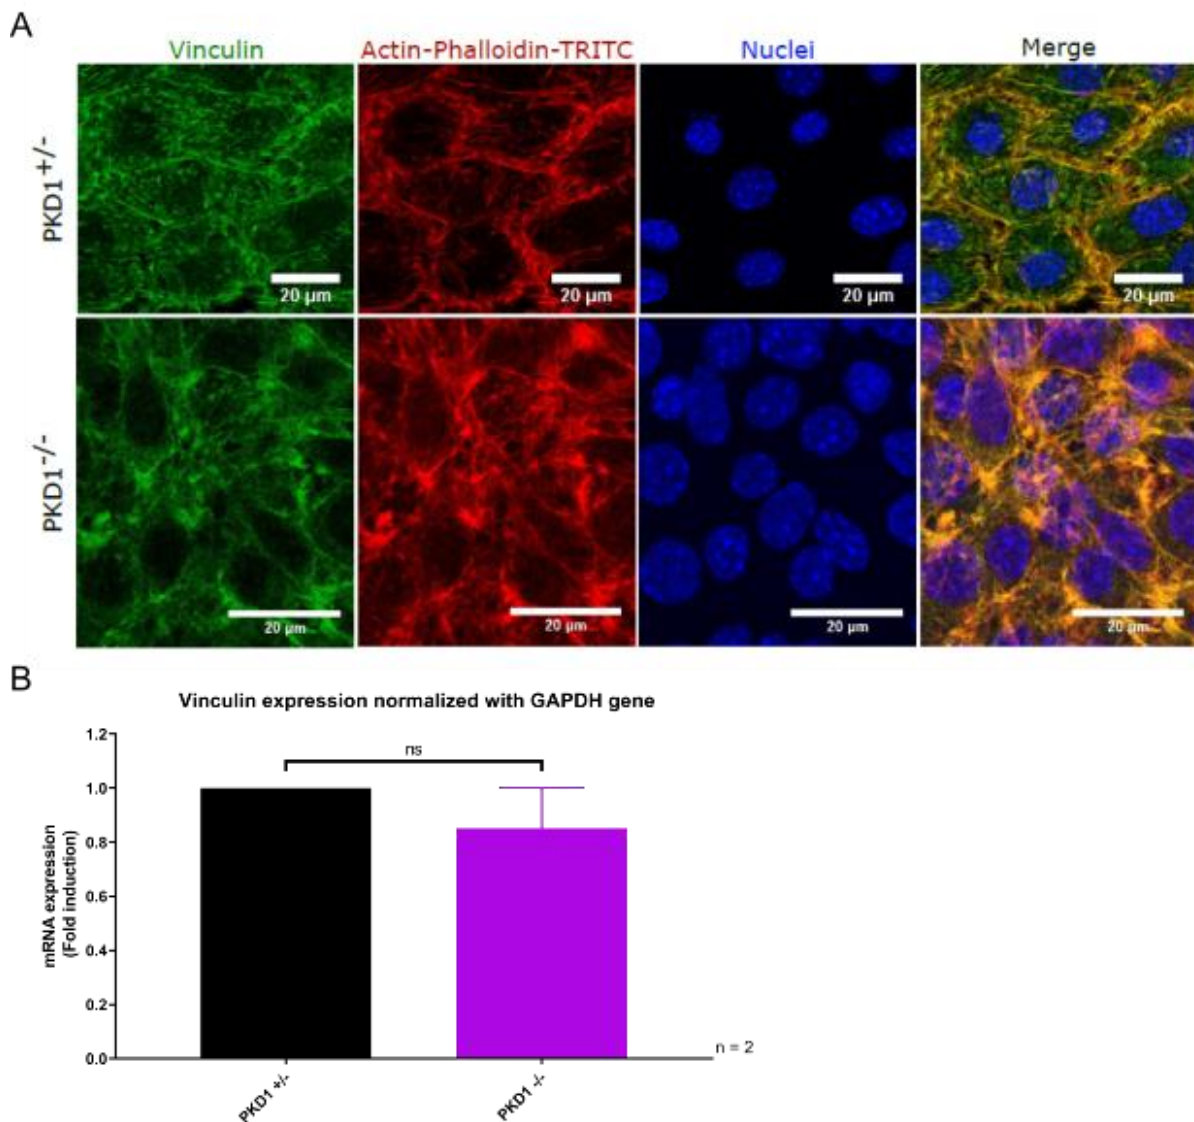 A
Vinculin
Actin-Phalloidin-TRITC
Nuclei
Merge
PKD1+/-
20 μm
20 μm
20 μm
20 μm
PKD1-/-
20 μm
20 μm
20 μm
20 μm
B
Vinculin expression normalized with GAPDH gene
mRNA expression
(Fold induction)
1.2
1.0
0.8
0.6
0.4
0.2
0.0
ns
n = 2
PKD1 +/-
PKD1 -/-